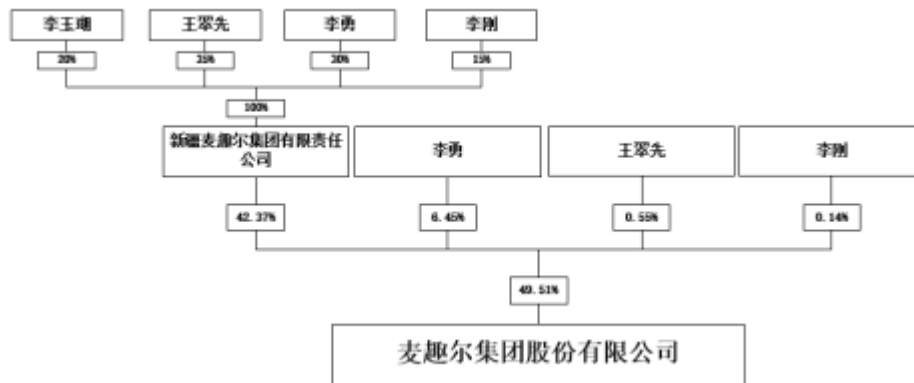 李玉瑚
王翠先
李勇
李刚
20%
35%
30%
15%
100%
新疆麦趣尔集团有限责任
公司
李勇
王翠先
李刚
42.37%
6.45%
0.55%
0.14%
49.51%
麦趣尔集团股份有限公司